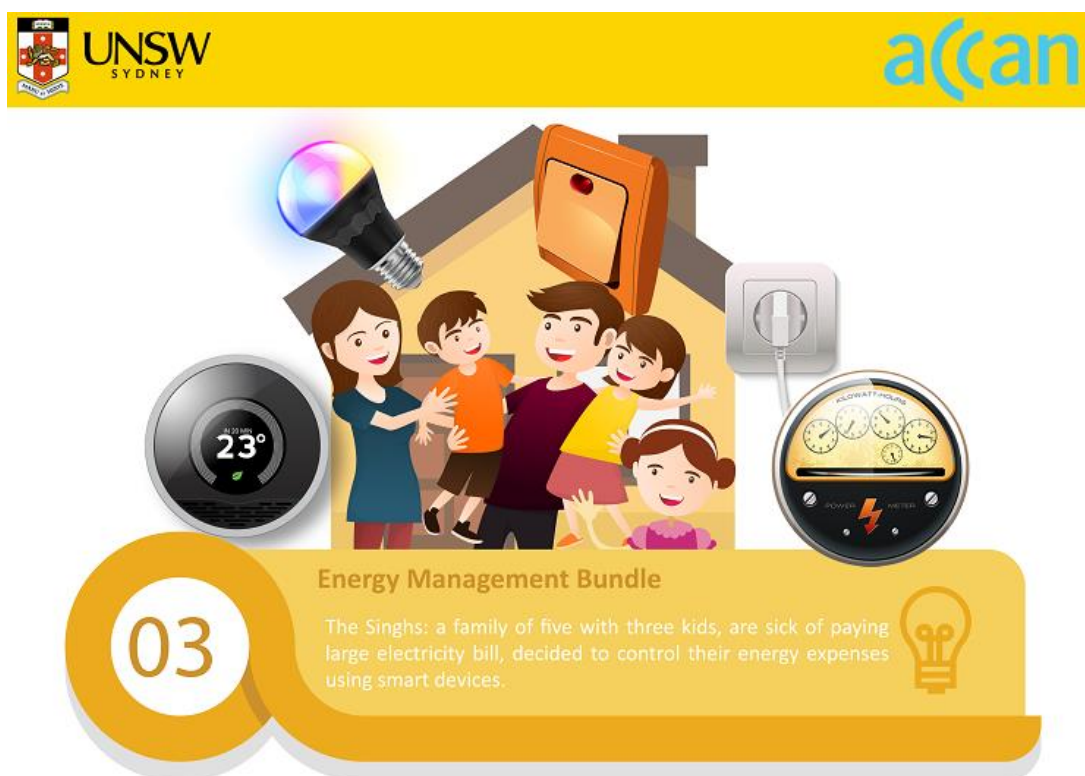 UNSW
SYDNEY
accan
IN 20 MIN
23°
KILOWATT-HOURS
POWER METER
Energy Management Bundle
03
The Singhs: a family of five with three kids, are sick of paying
large electricity bill, decided to control their energy expenses
using smart devices.